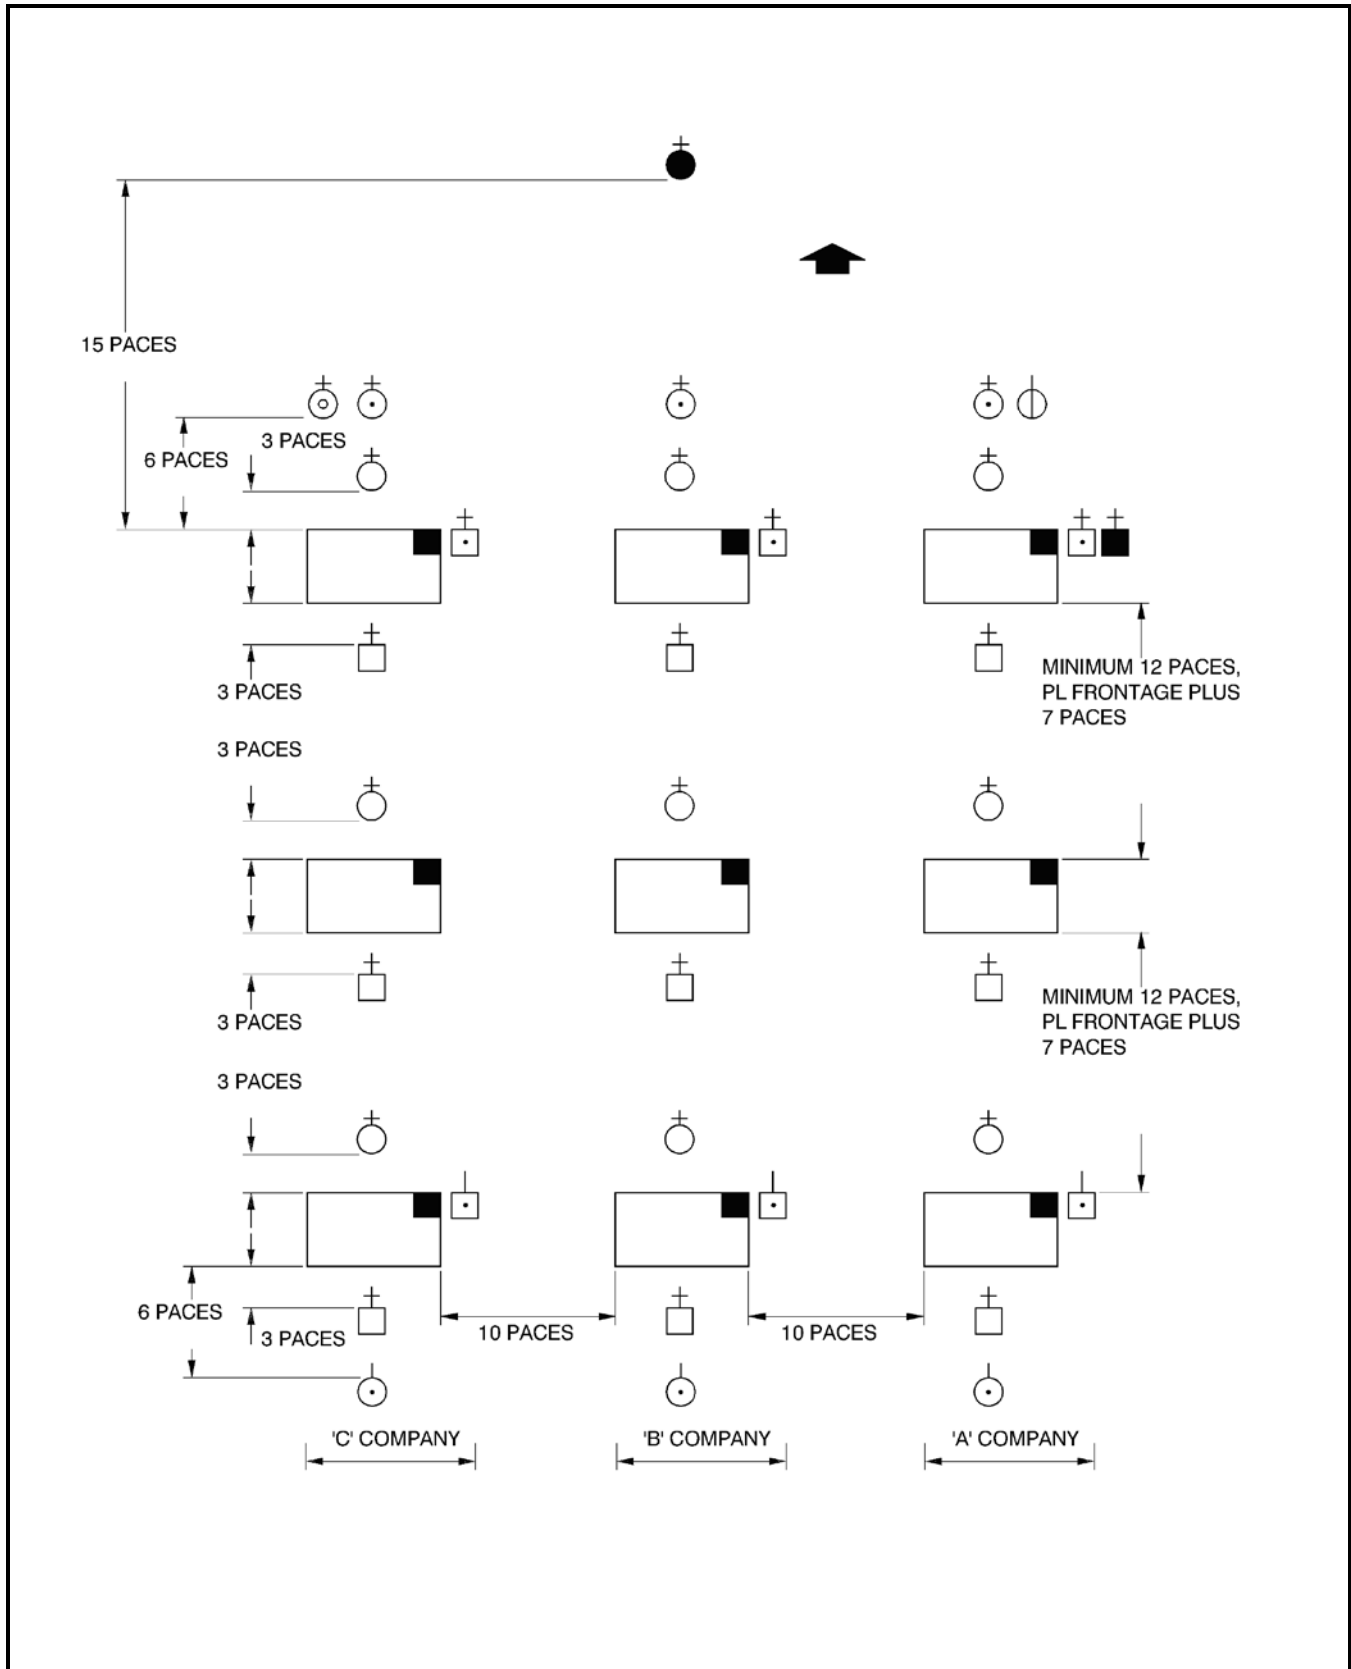 15 PACES
3 PACES
6 PACES
3 PACES
MINIMUM 12 PACES,
PL FRONTAGE PLUS
7 PACES
3 PACES
3 PACES
MINIMUM 12 PACES,
PL FRONTAGE PLUS
7 PACES
3 PACES
6 PACES
3 PACES
10 PACES
10 PACES
'C' COMPANY
'B' COMPANY
'A' COMPANY